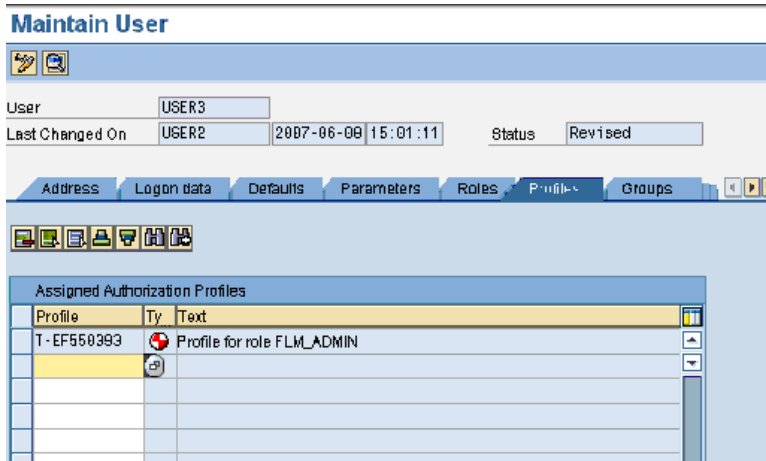 Maintain User
User USER3
Last Changed On USER2 2007-06-08 15:01:11 Status Revised
Address Logon data Defaults Parameters Roles Profiles Groups
Assigned Authorization Profiles
Profile Ty.. Text
T-EF550393 Profile for role FLM_ADMIN